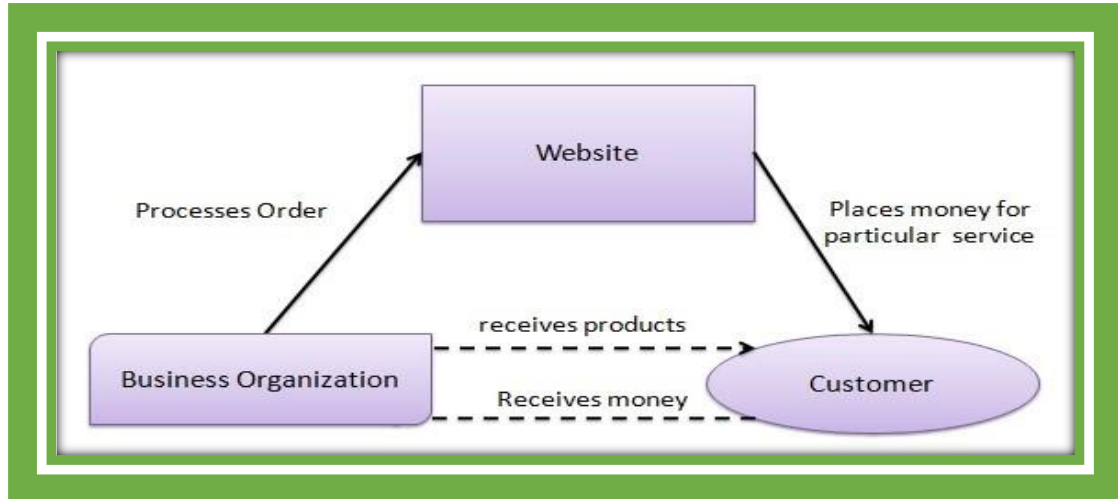 Website
Processes Order
Places money for
particular service
receives products
Business Organization
Customer
Receives money